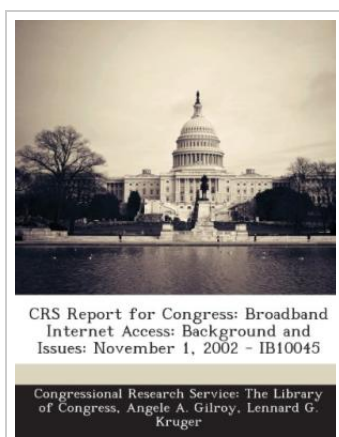 CRS Report for Congress: Broadband
Internet Access: Background and
Issues: November 1, 2002 - IB10045
Congressional Research Service: The Library
of Congress, Angele A. Gilroy, Lennard G.
Kruger